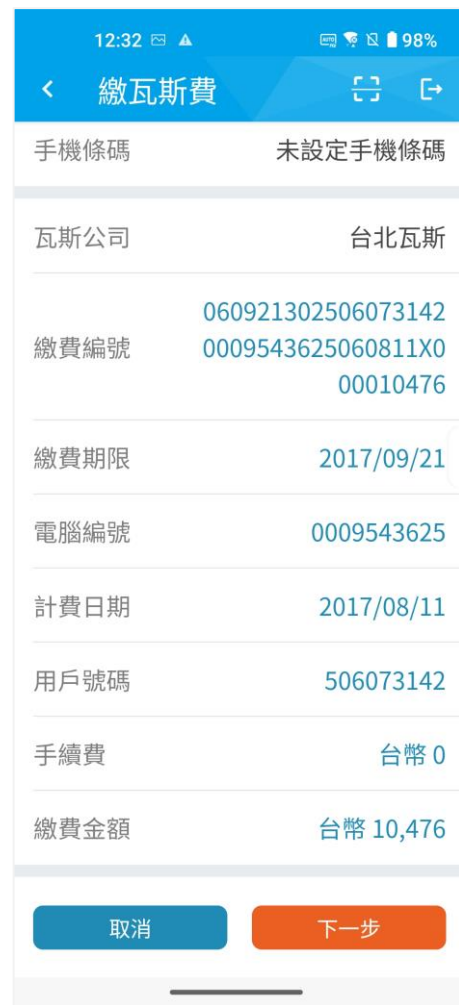 12:32 98%
繳瓦斯費
手機條碼 未設定手機條碼
瓦斯公司 台北瓦斯
繳費編號 060921302506073142
0009543625060811X0
00010476
繳費期限 2017/09/21
電腦編號 0009543625
計費日期 2017/08/11
用戶號碼 506073142
手續費 台幣 0
繳費金額 台幣 10,476
取消 下一步